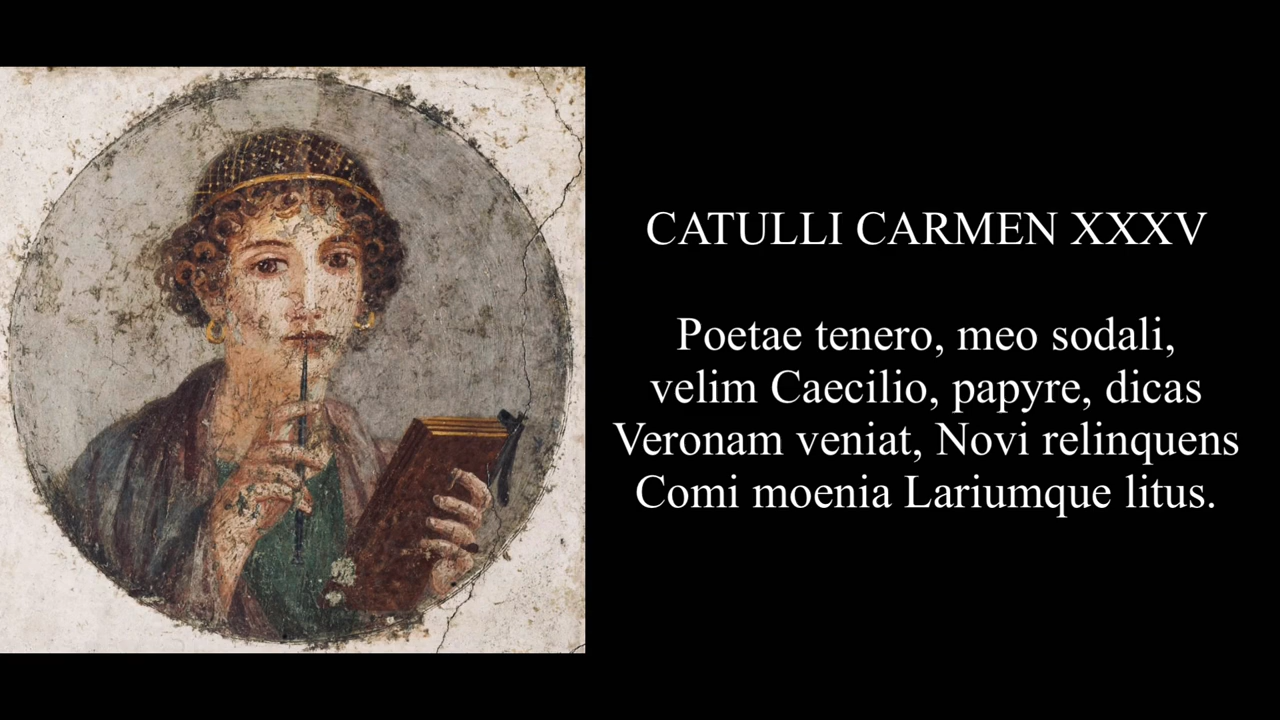 CATULLI CARMEN XXXV
Poetae tenero, meo sodali,
velim Caecilio, papyre, dicas
Veronam veniat, Novi relinquens
Comi moenia Lariumque litus.